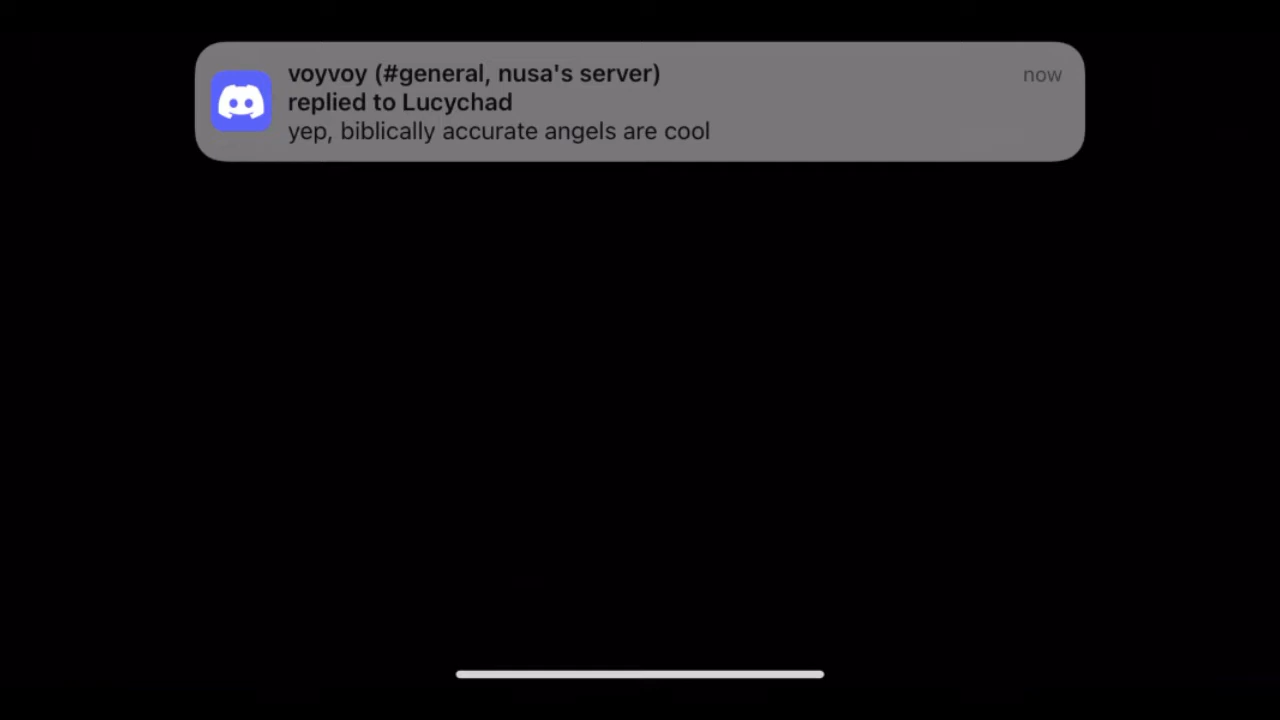 voyvoy (#general, nusa's server)
now
replied to Lucychad
yep, biblically accurate angels are cool